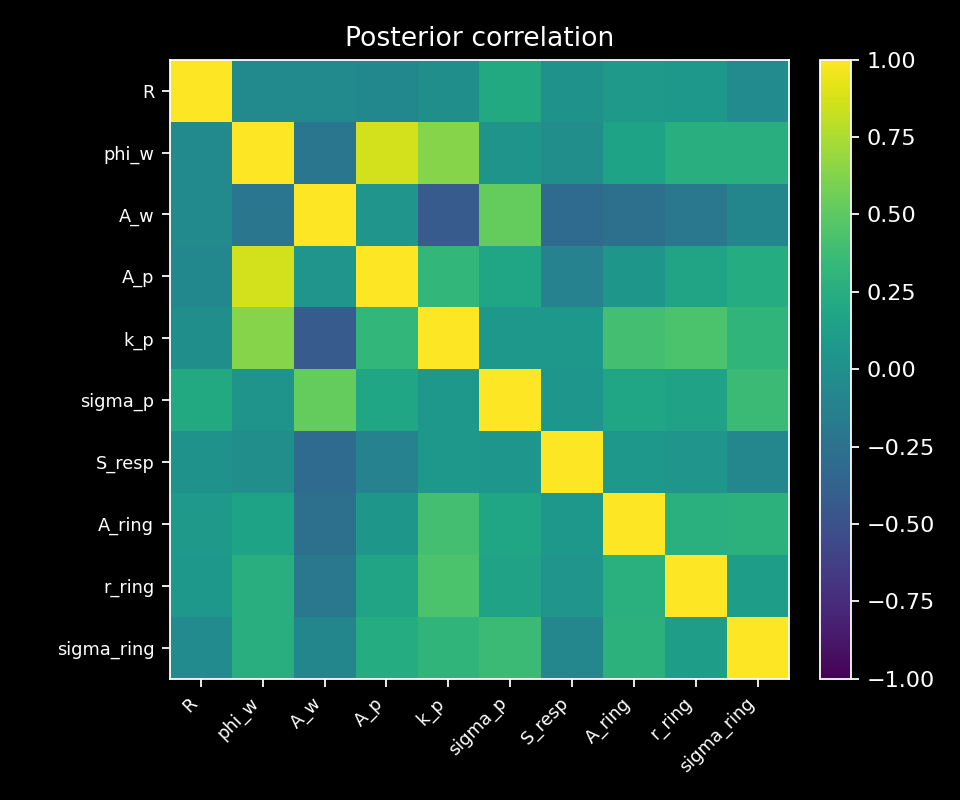 Posterior correlation
R
phi_w
A_w
A_p
k_p
sigma_p
S_resp
A_ring
r_ring
sigma_ring
R
phi_w
A_w
A_p
k_p
sigma_p
S_resp
A_ring
r_ring
sigma_ring
1.00
0.75
0.50
0.25
0.00
−0.25
−0.50
−0.75
−1.00